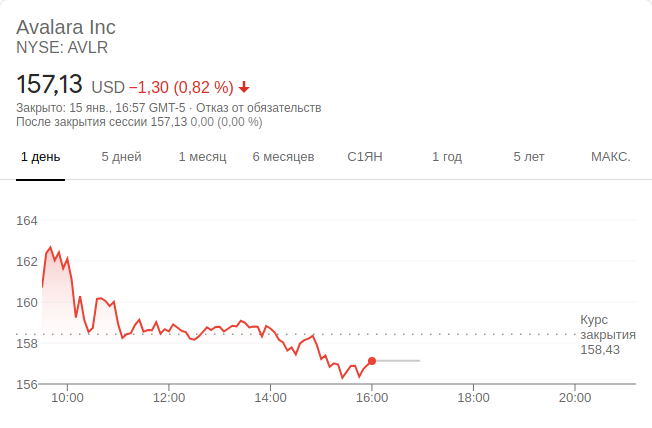 Avalara Inc
NYSE: AVLR
157,13 USD −1,30 (0,82 %)
Закрыто: 15 янв., 16:57 GMT-5 · Отказ от обязательств
После закрытия сессии 157,13 0,00 (0,00 %)
1 день 5 дней 1 месяц 6 месяцев С1ЯН 1 год 5 лет МАКС.
164
162
160
158
156
Курс
закрытия
158,43
10:00 12:00 14:00 16:00 18:00 20:00